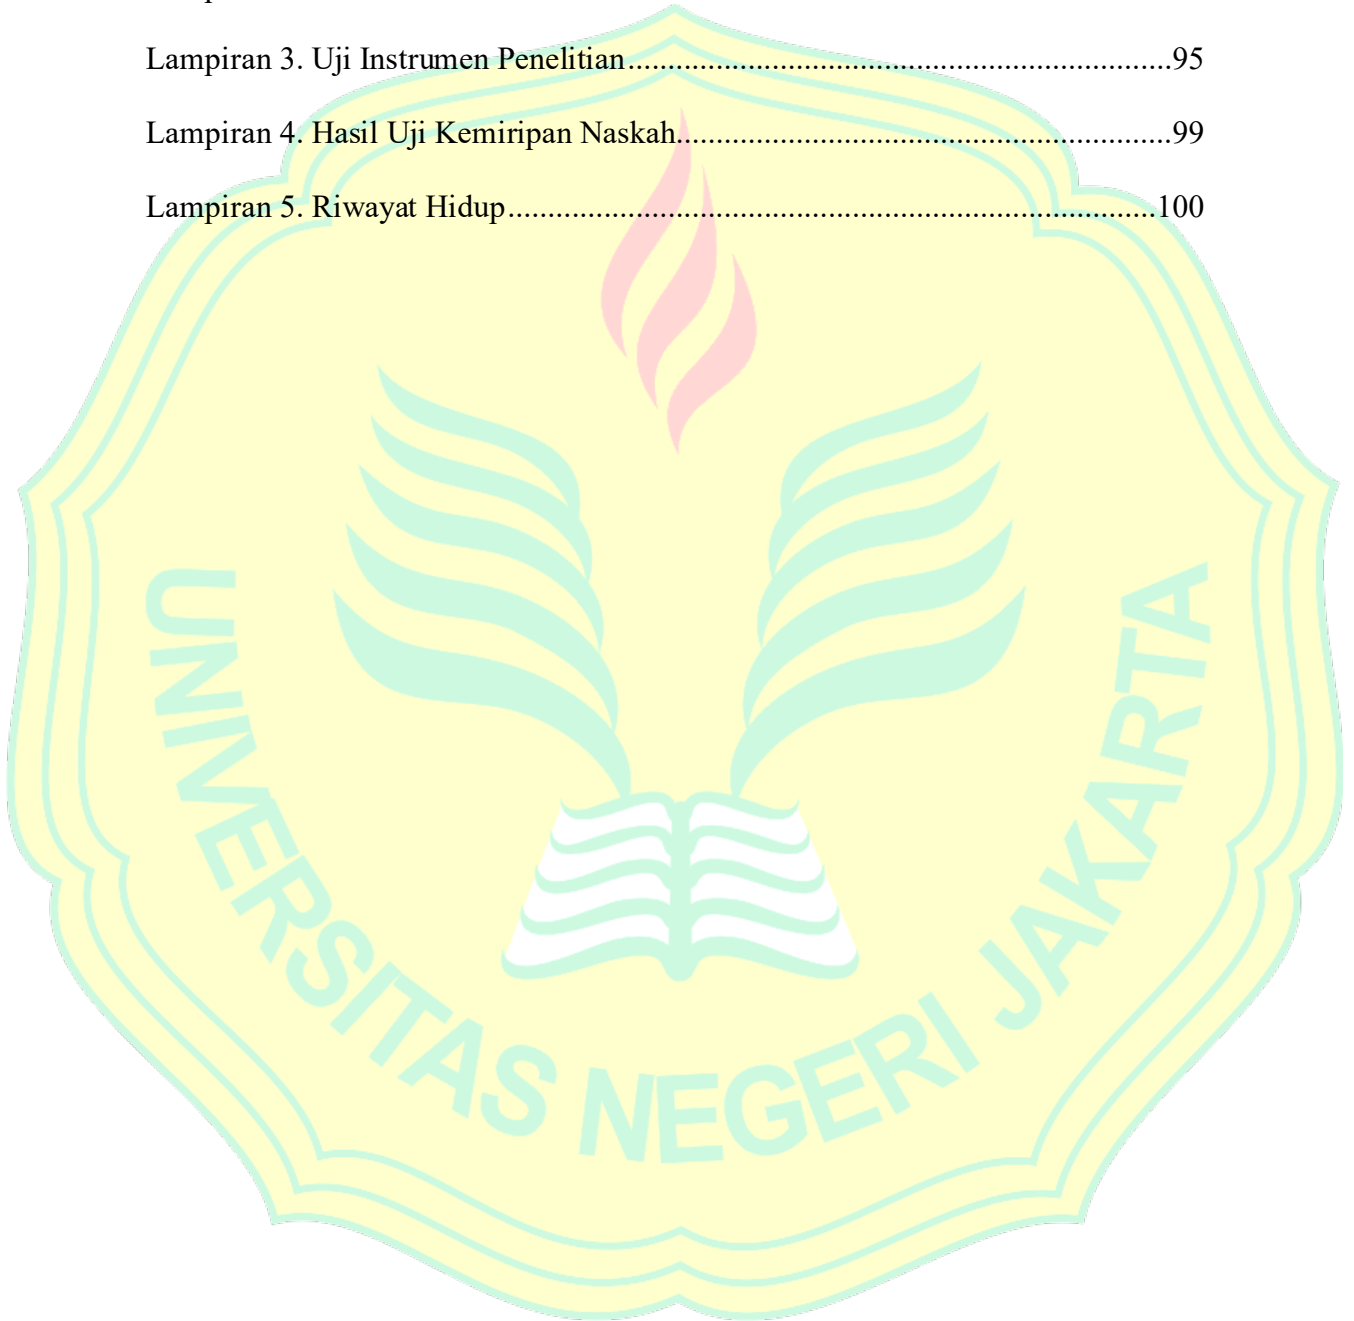 Lampiran 3. Uji Instrumen Penelitian....................................................................95
Lampiran 4. Hasil Uji Kemiripan Naskah.............................................................99
Lampiran 5. Riwayat Hidup................................................................................100
UNIVERSITAS NEGERI JAKARTA